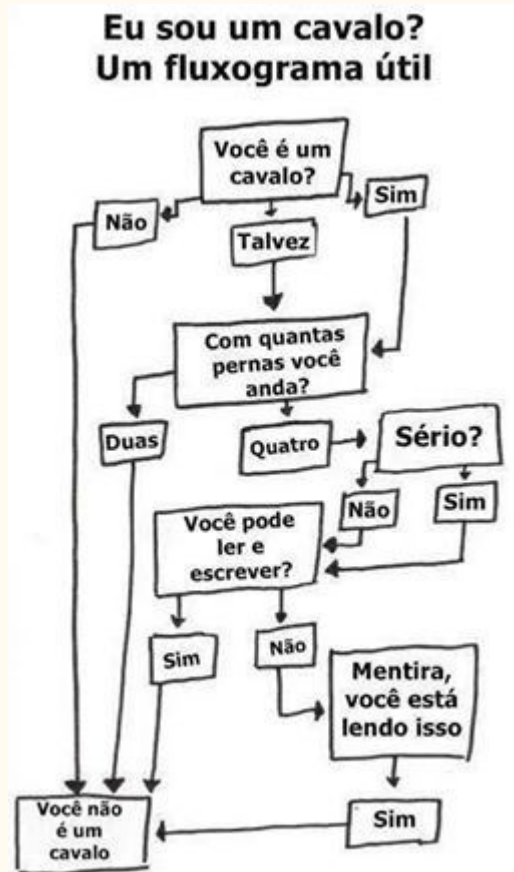 Eu sou um cavalo?
Um fluxograma útil
Você é um
cavalo?
Não
Talvez
Sim
Com quantas
pernas você
anda?
Duas
Quatro
Sério?
Não
Sim
Você pode
ler e
escrever?
Sim
Não
Mentira,
você está
lendo isso
Sim
Você não
é um
cavalo